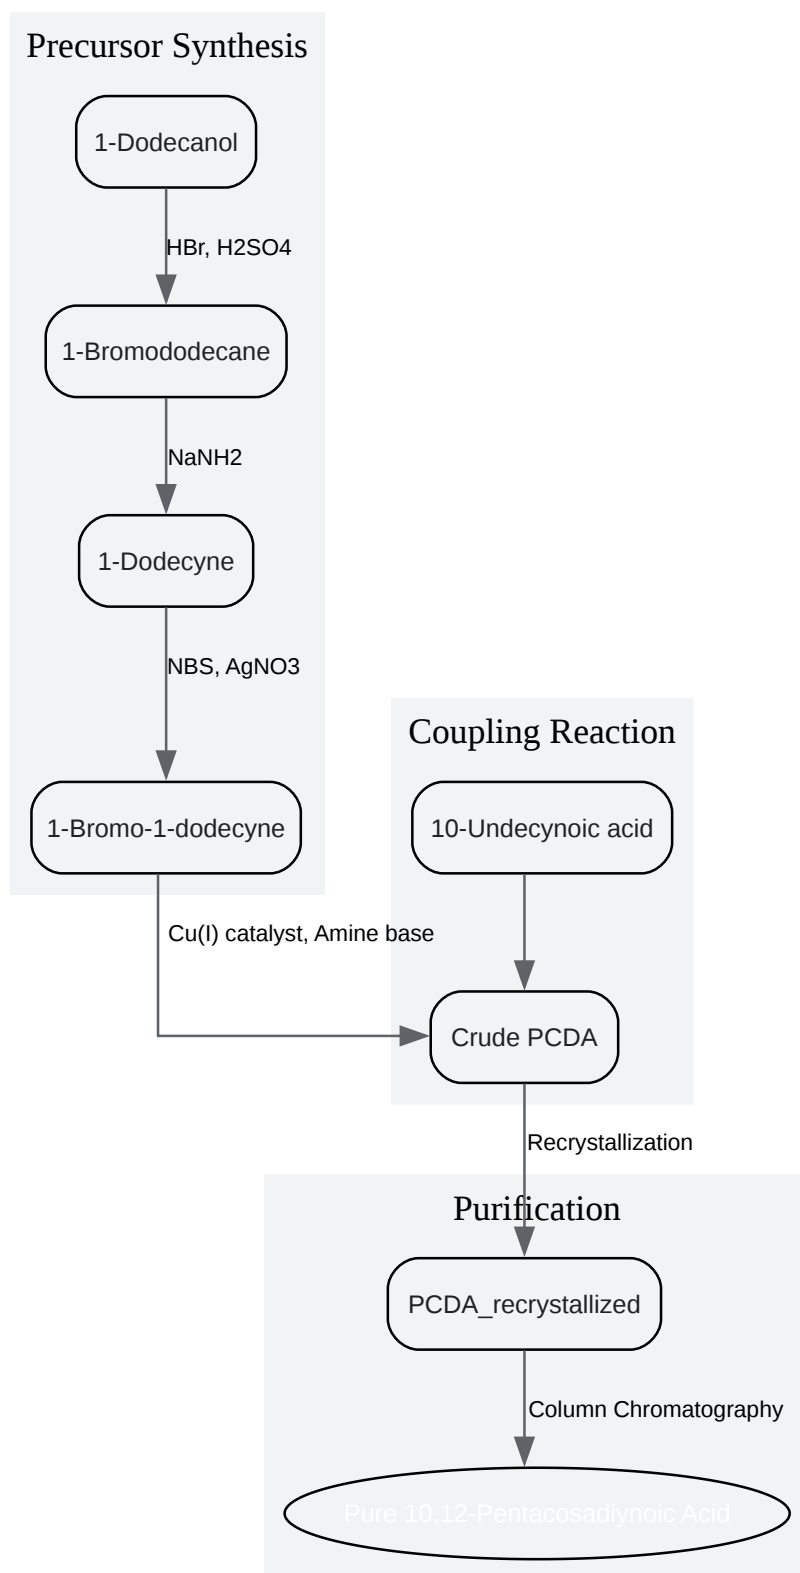 Precursor Synthesis
1-Dodecanol
HBr, H2SO4
1-Bromododecane
NaNH2
1-Dodecyne
NBS, AgNO3
1-Bromo-1-dodecyne
Coupling Reaction
10-Undecynoic acid
Cu(I) catalyst, Amine base
Crude PCDA
Recrystallization
Purification
PCDA_recrystallized
Column Chromatography
Pure 10,12-Pentacosadiynoic Acid